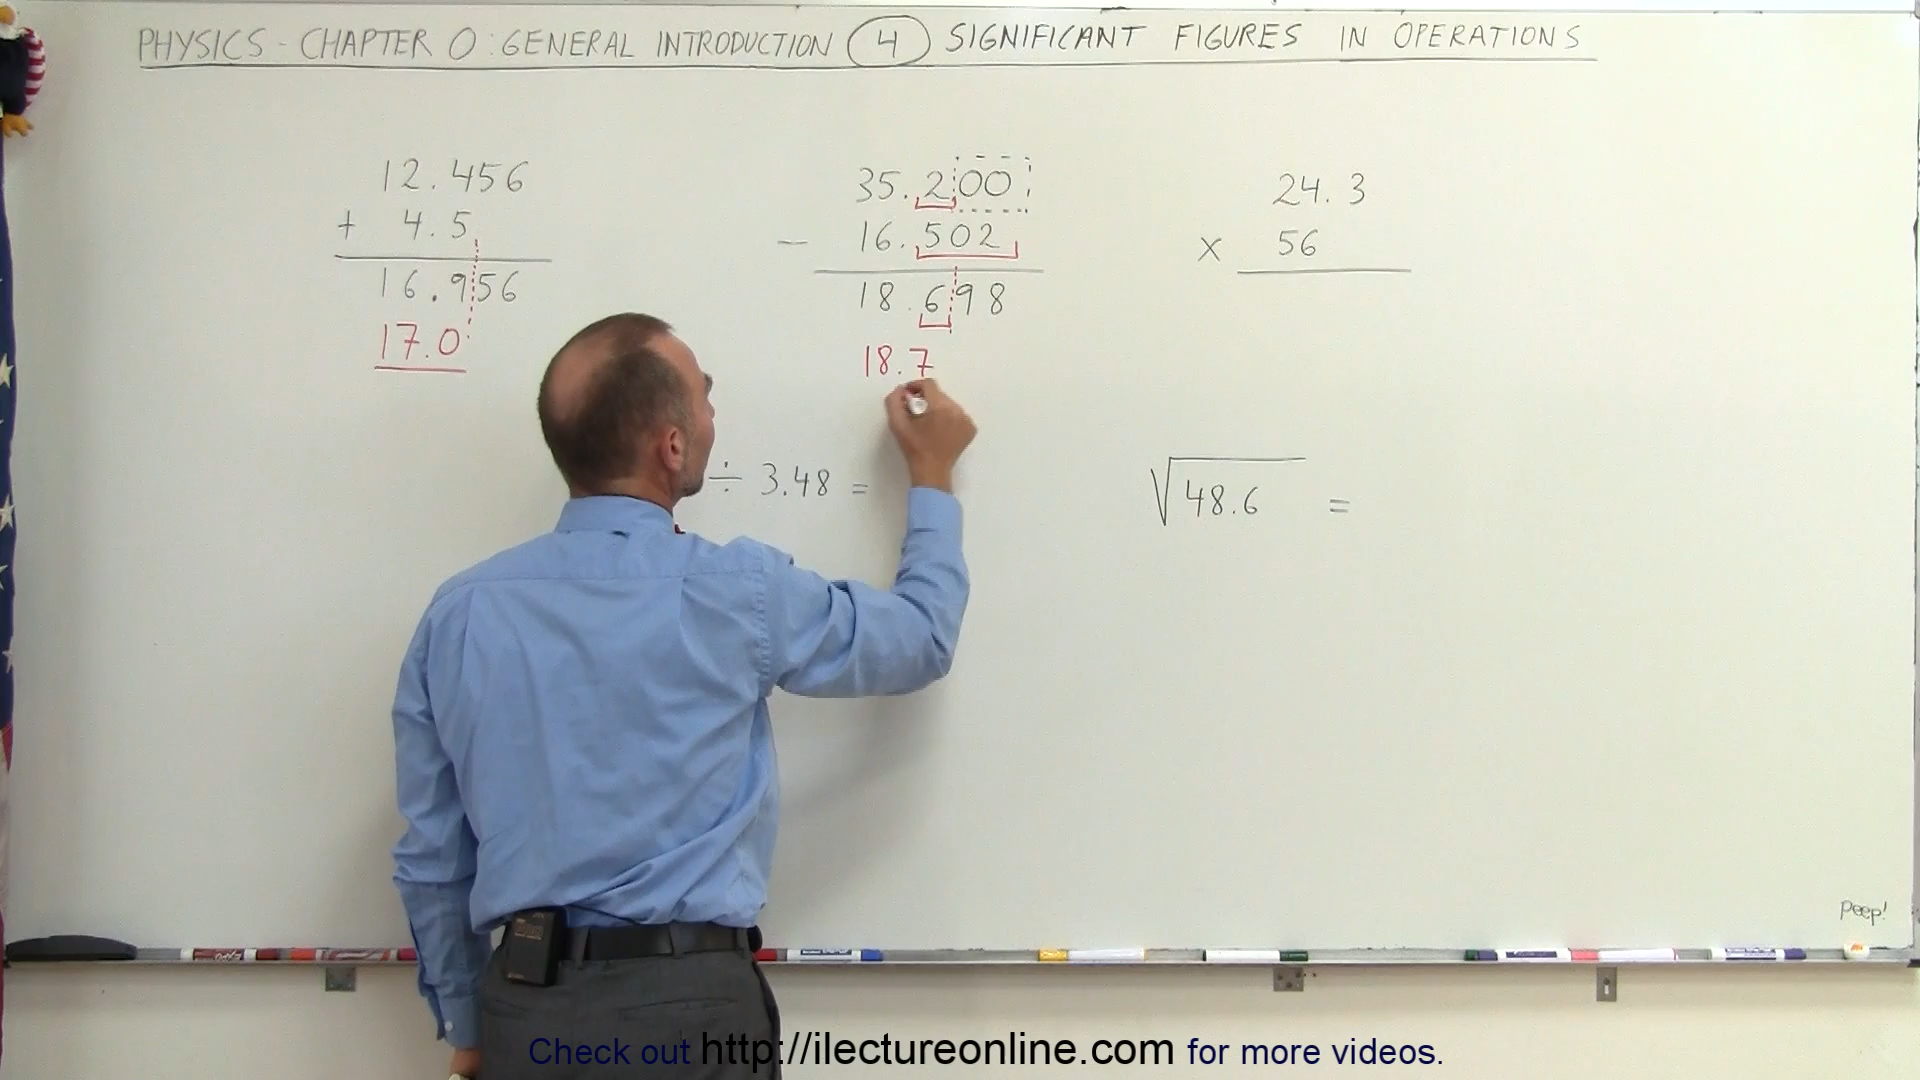 PHYSICS - CHAPTER 0: GENERAL INTRODUCTION 4 SIGNIFICANT FIGURES IN OPERATIONS
12.456
+ 4.5
16.956
17.0
35.200
- 16.502
18.698
18.7
24.3
x 56
÷ 3.48 =
√48.6 =
Peep!
Check out http://ilectureonline.com for more videos.